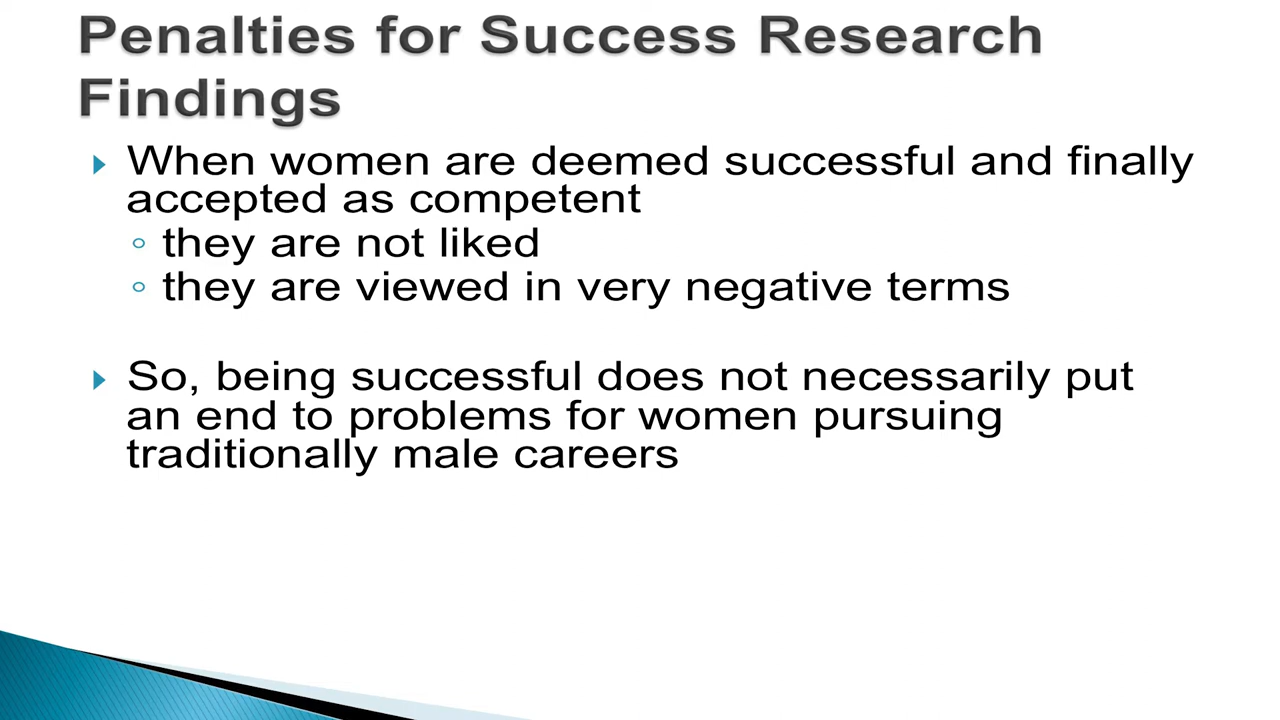 Penalties for Success Research
Findings
When women are deemed successful and finally
accepted as competent
they are not liked
they are viewed in very negative terms
So, being successful does not necessarily put
an end to problems for women pursuing
traditionally male careers